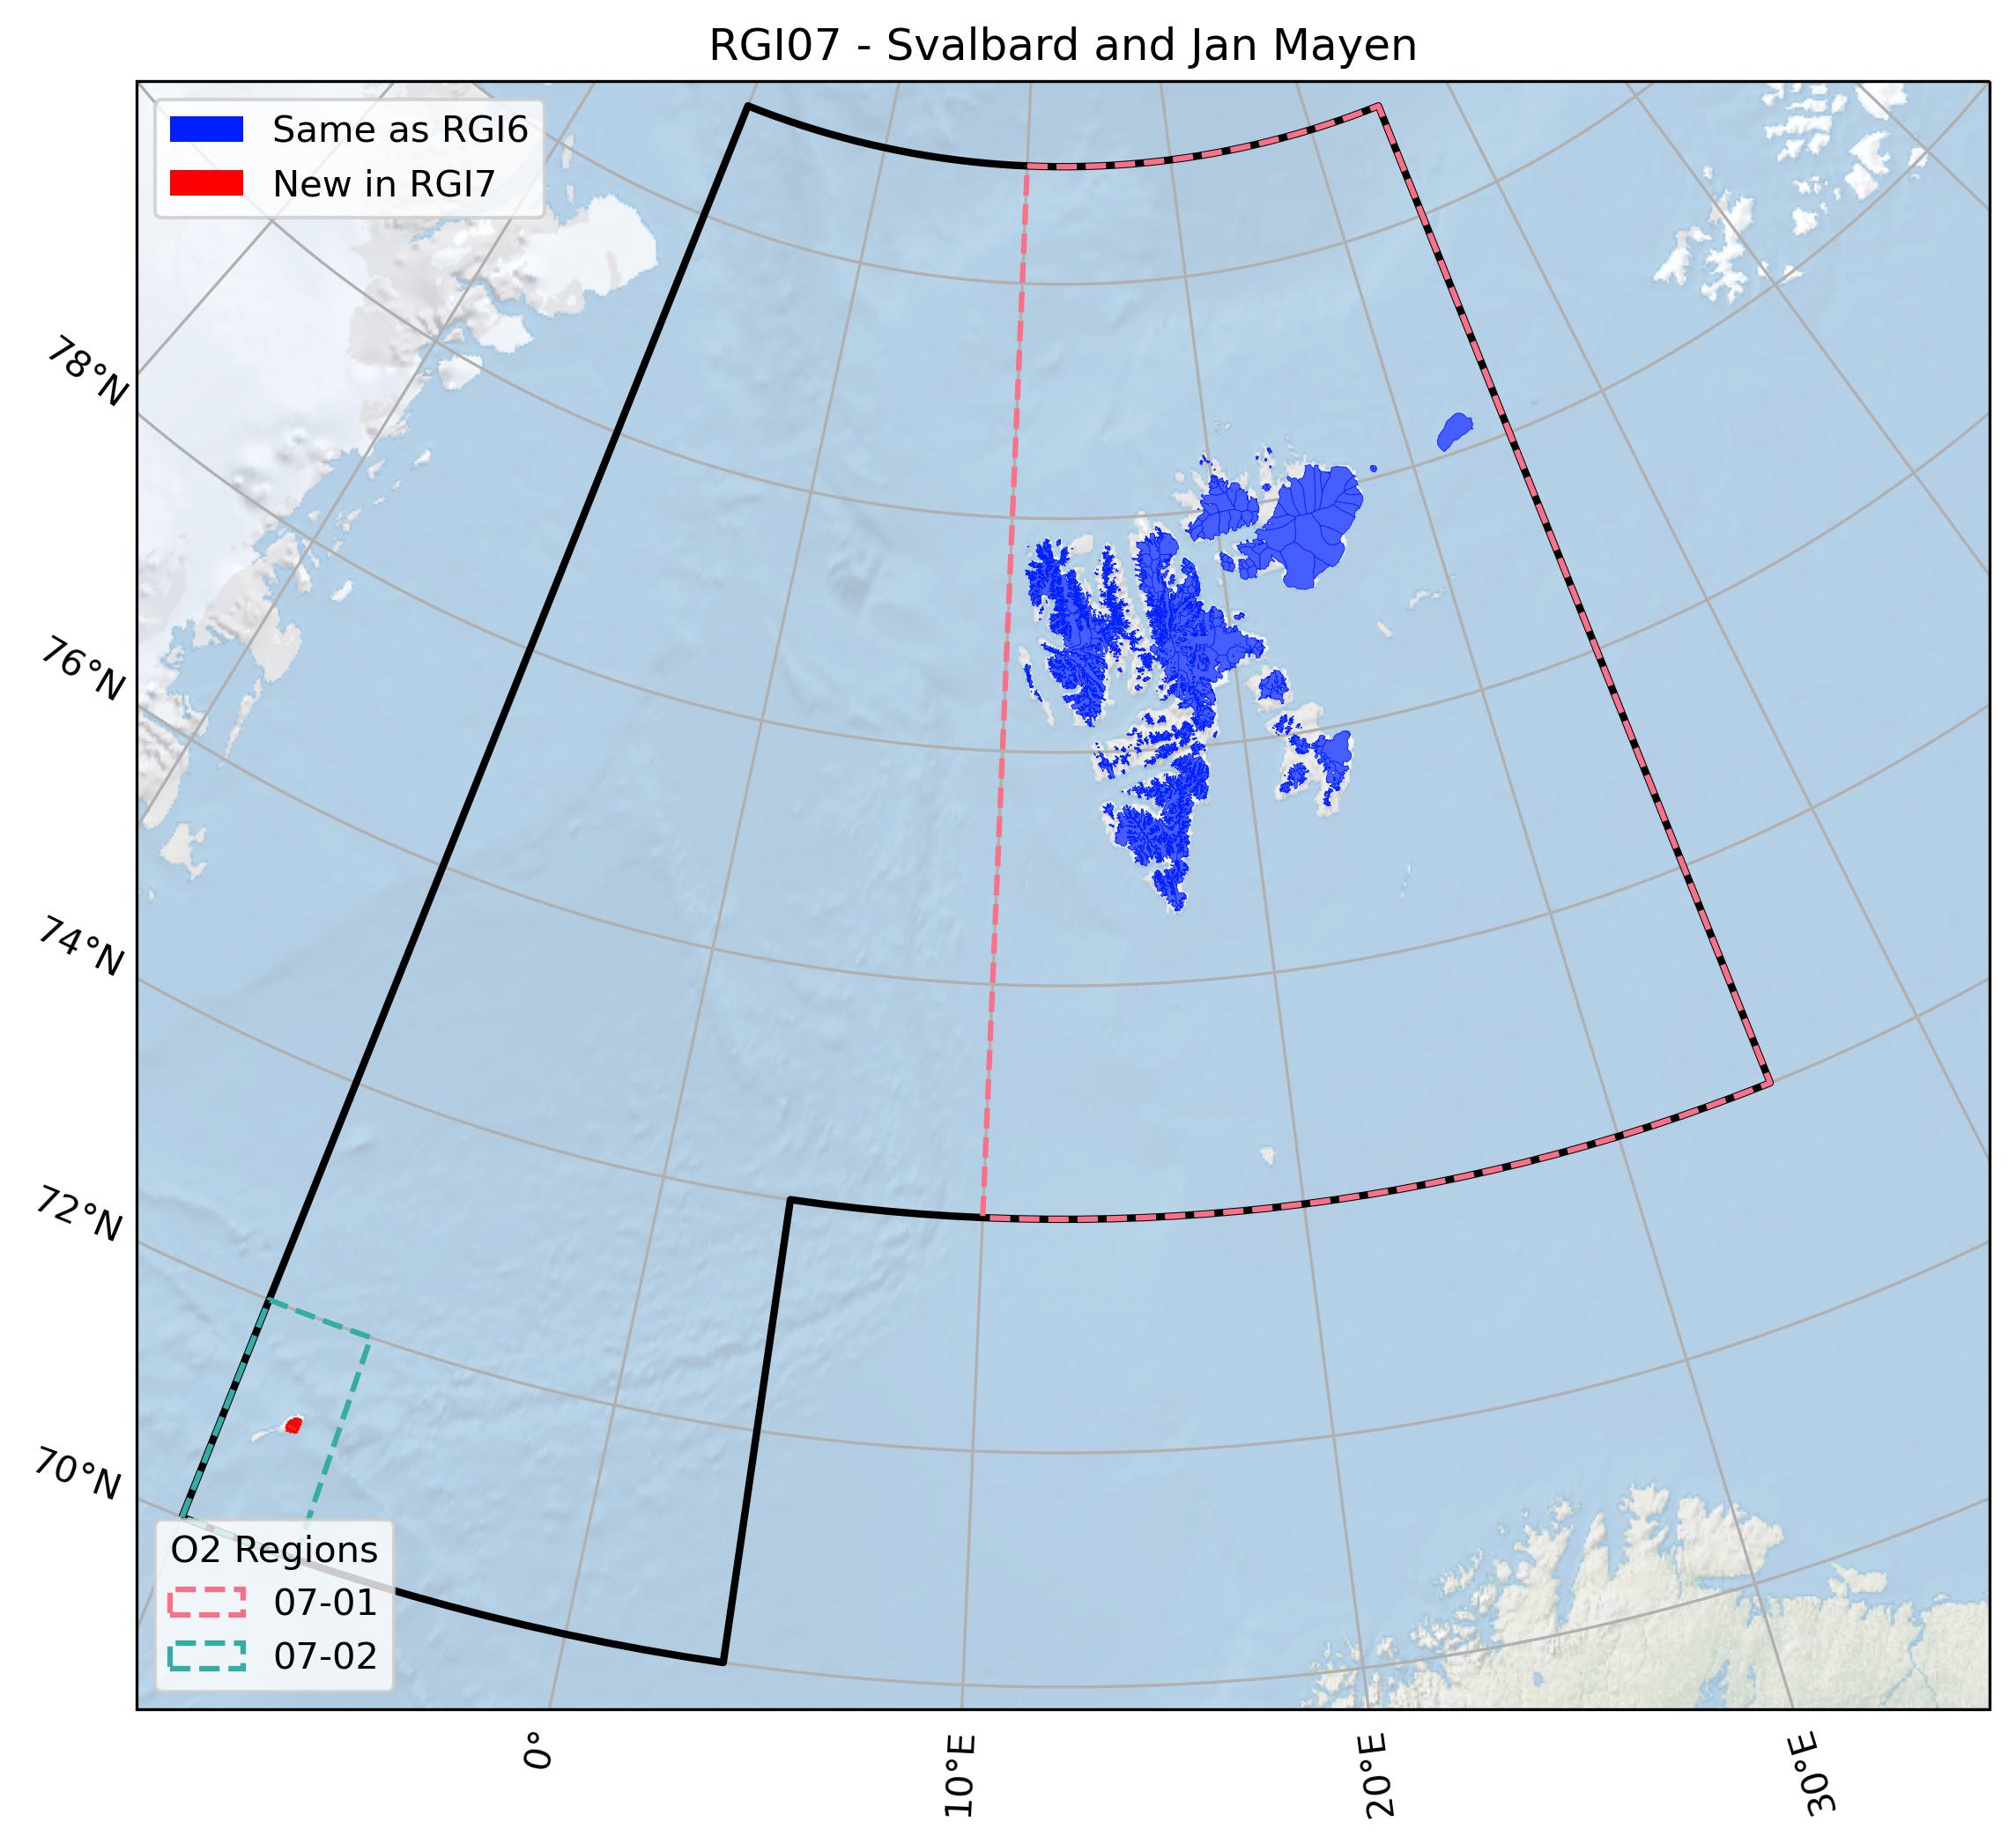 RGI07 - Svalbard and Jan Mayen
Same as RGI6
New in RGI7
78°N
76°N
74°N
72°N
70°N
O2 Regions
07-01
07-02
0°
10°E
20°E
30°E